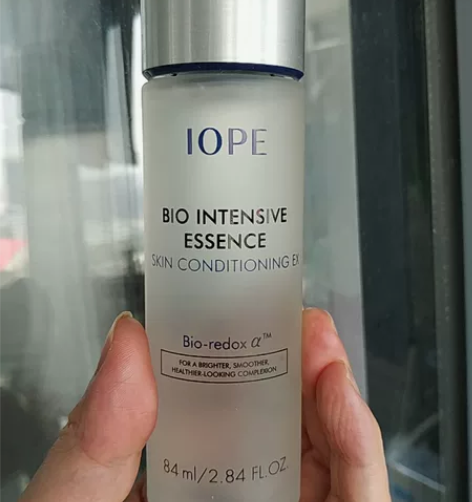 IOPE
BIO INTENSIVE
ESSENCE
SKIN CONDITIONING EX
Bio-redox α™
FOR A BRIGHTER, SMOOTHER,
HEALTHIER-LOOKING COMPLEXION
84 ml/2.84 FL.OZ.